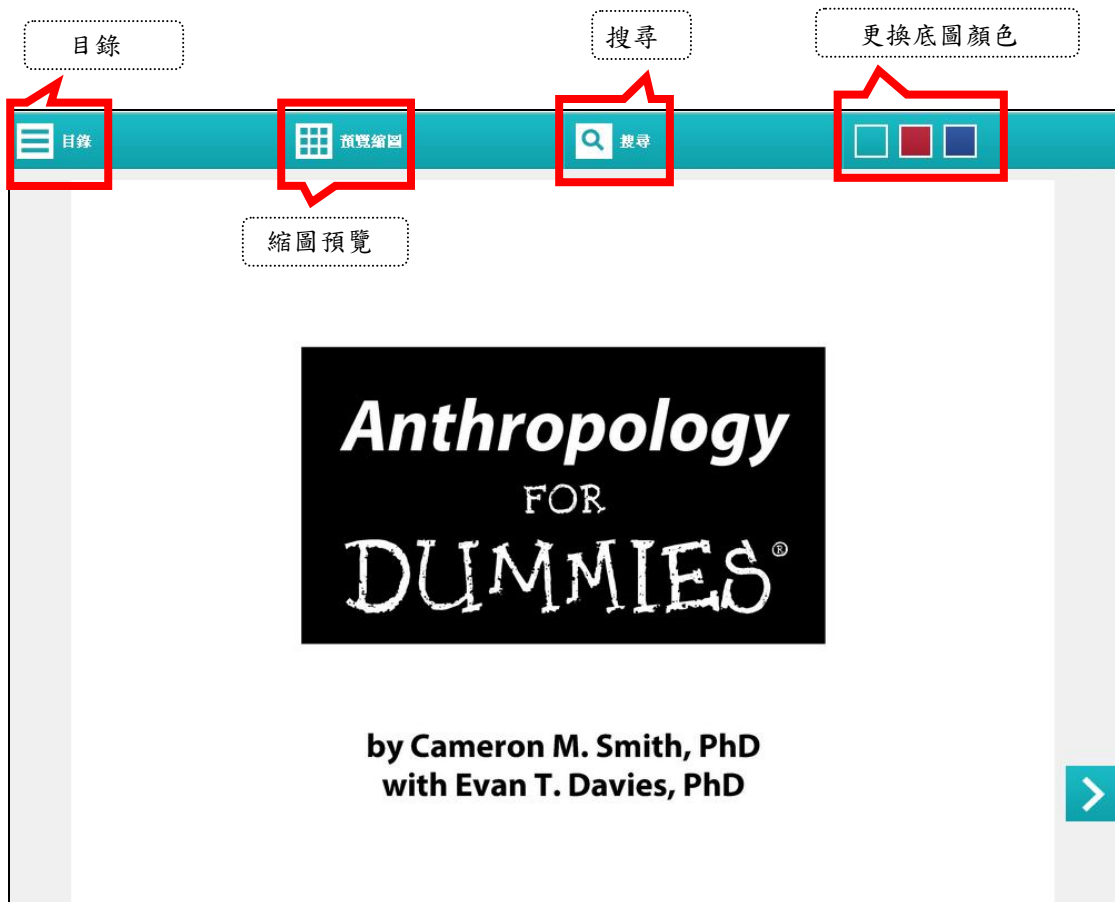 目錄
搜尋
更換底圖顏色
目錄
預覽縮圖
搜尋
縮圖預覽
Anthropology
FOR
DUMMIES®
by Cameron M. Smith, PhD
with Evan T. Davies, PhD